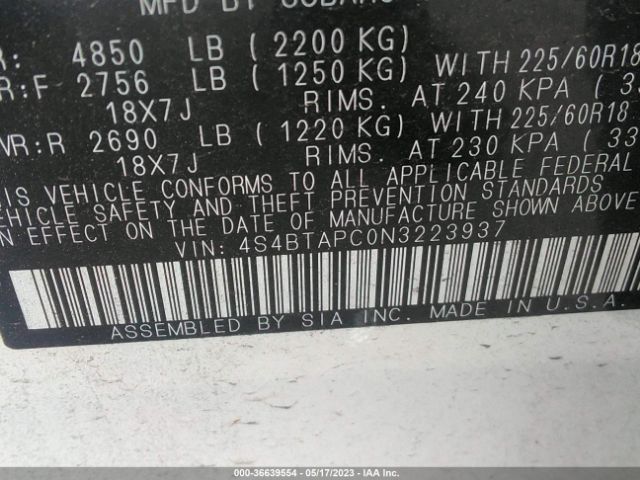 MFD BY SUBARU
R: 4850 LB ( 2200 KG)
R:F 2756 LB ( 1250 KG) WITH 225/60R18
18X7J RIMS. AT 240 KPA ( 35
VR:R 2690 LB ( 1220 KG) WITH 225/60R18
18X7J RIMS. AT 230 KPA ( 33
IS VEHICLE CONFORMS TO ALL APPLICABLE FEDERAL
EHICLE SAFETY AND THEFT PREVENTION STANDARDS
N EFFECT ON THE DATE OF MANUFACTURE SHOWN ABOVE
VIN: 4S4BTAPC0N3223937
ASSEMBLED BY SIA INC. MADE IN U.S.A.
000-36639554 - 05/17/2023 - IAA Inc.